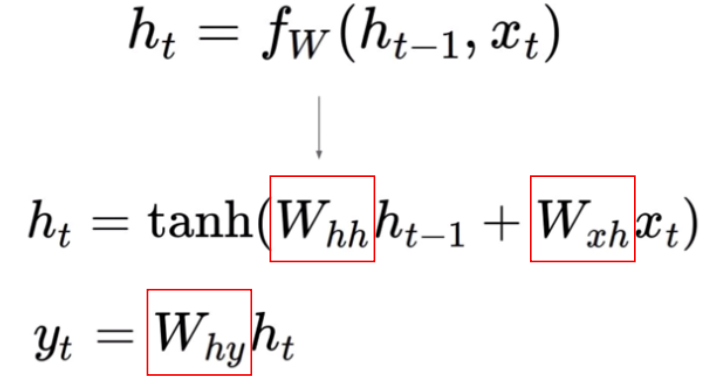 h_t = f_W(h_{t-1}, x_t)
h_t = tanh(W_{hh}h_{t-1} + W_{xh}x_t)
y_t = W_{hy}h_t